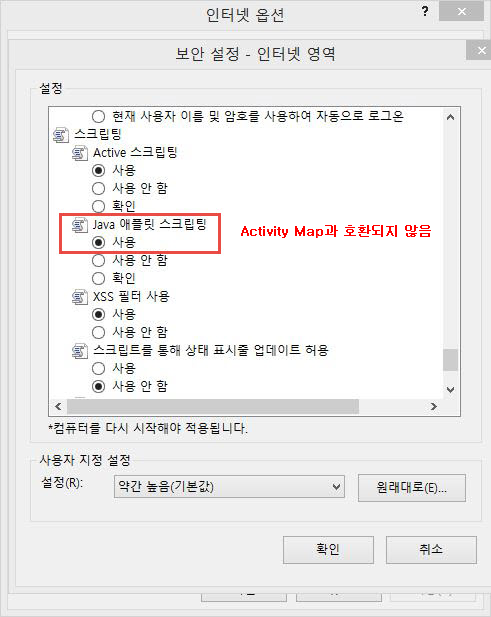 인터넷 옵션
?
보안 설정 - 인터넷 영역
설정
현재 사용자 이름 및 암호를 사용하여 자동으로 로그온
스크립팅
Active 스크립팅
사용
사용 안 함
확인
Java 애플릿 스크립팅
사용
Activity Map과 호환되지 않음
사용 안 함
확인
XSS 필터 사용
사용
사용 안 함
스크립트를 통해 상태 표시줄 업데이트 허용
사용
사용 안 함
*컴퓨터를 다시 시작해야 적용됩니다.
사용자 지정 설정
설정(R):
약간 높음(기본값)
원래대로(E)...
확인
취소